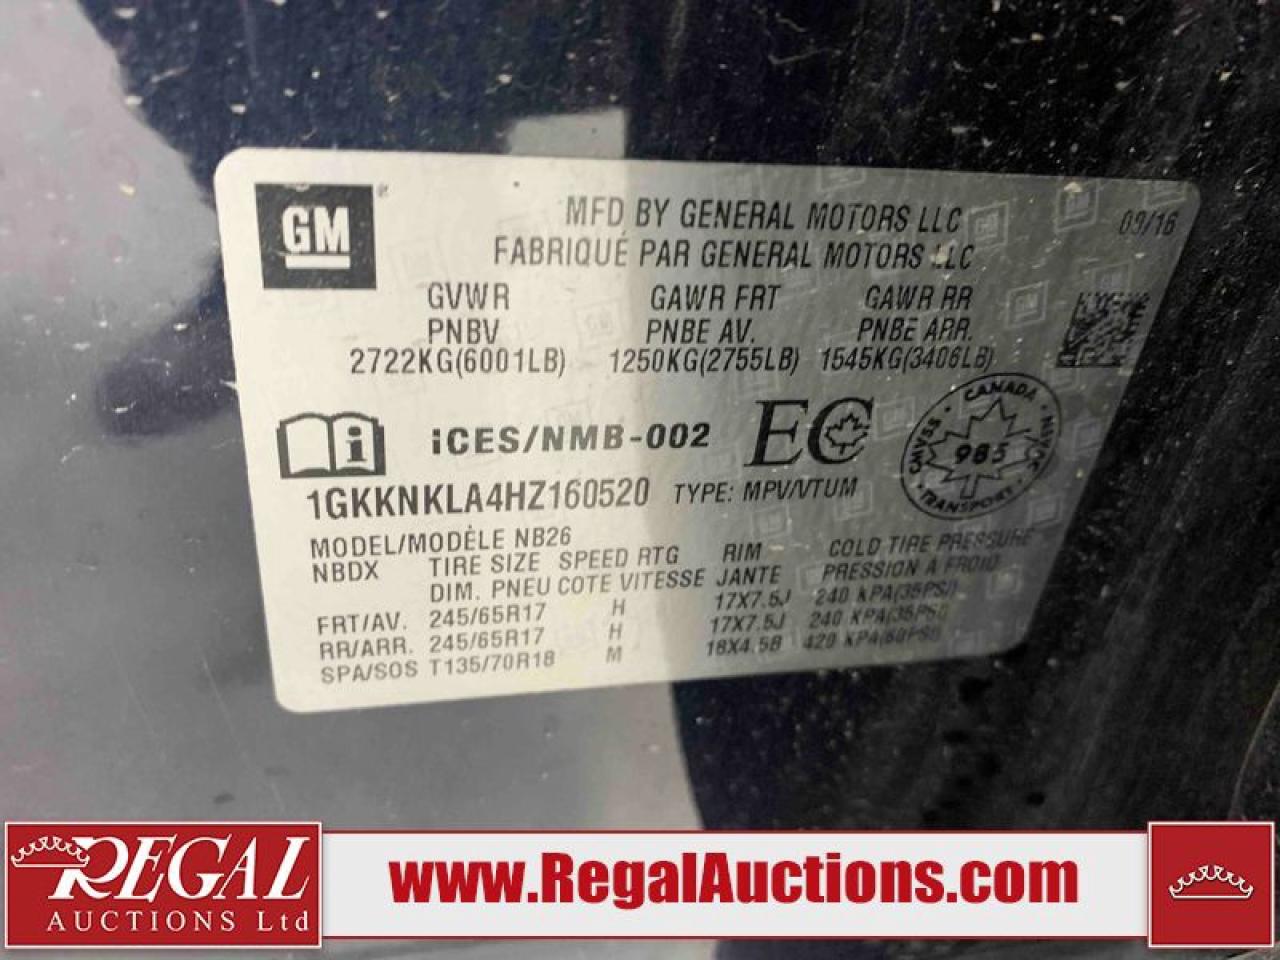 GM
MFD BY GENERAL MOTORS LLC
09/16
FABRIQUÉ PAR GENERAL MOTORS LLC
GVWR GAWR FRT GAWR RR
PNBV PNBE AV. PNBE ARR.
2722KG(6001LB) 1250KG(2755LB) 1545KG(3406LB)
iCES/NMB-002 EC
CANADA
CMVSS 985 NSVAC
TRANSPORT
1GKKNKLA4HZ160520 TYPE: MPV/VTUM
MODEL/MODÈLE NB26
NBDX TIRE SIZE SPEED RTG RIM COLD TIRE PRESSURE
DIM. PNEU COTE VITESSE JANTE PRESSION À FROID
FRT/AV. 245/65R17 H 17X7.5J 240 KPA(35PSI)
RR/ARR. 245/65R17 H 17X7.5J 240 KPA(35PSI)
SPA/SOS T135/70R18 M 18X4.5B 420 KPA(60PSI)
REGAL
AUCTIONS Ltd
www.RegalAuctions.com